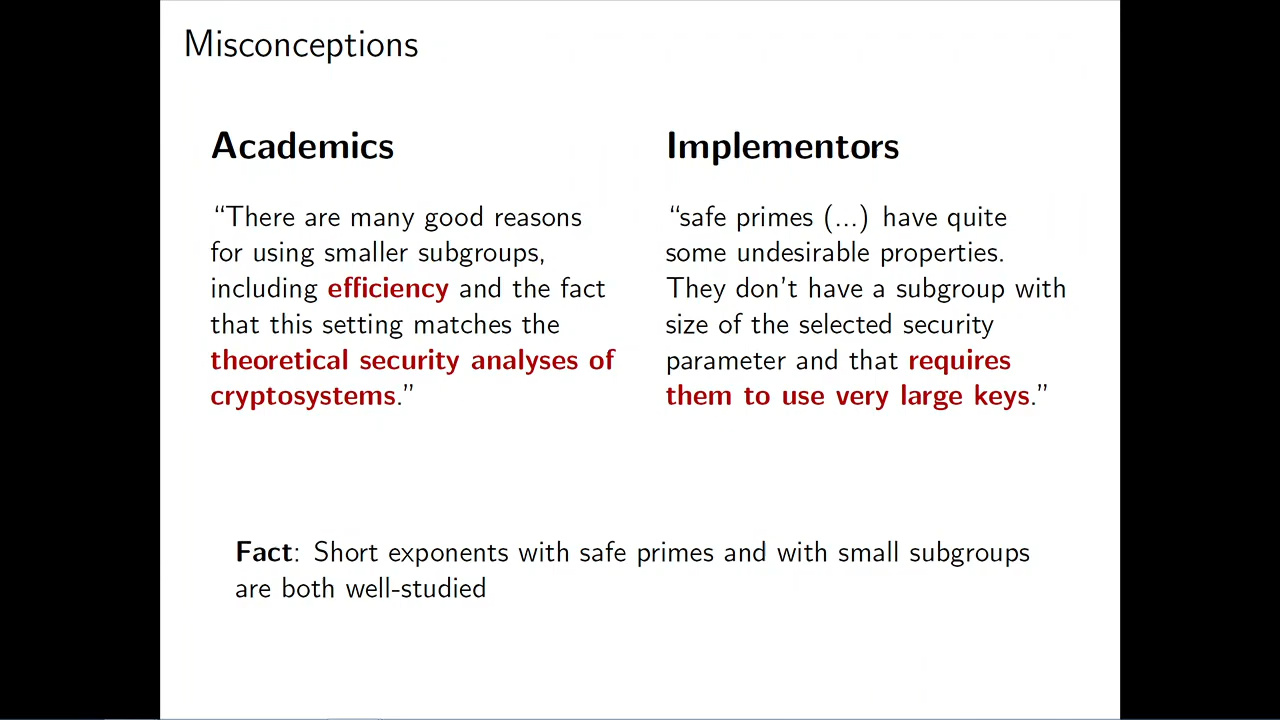 Misconceptions
Academics
“There are many good reasons
for using smaller subgroups,
including efficiency and the fact
that this setting matches the
theoretical security analyses of
cryptosystems.”
Implementors
“safe primes (...) have quite
some undesirable properties.
They don't have a subgroup with
size of the selected security
parameter and that requires
them to use very large keys.”
Fact: Short exponents with safe primes and with small subgroups
are both well-studied